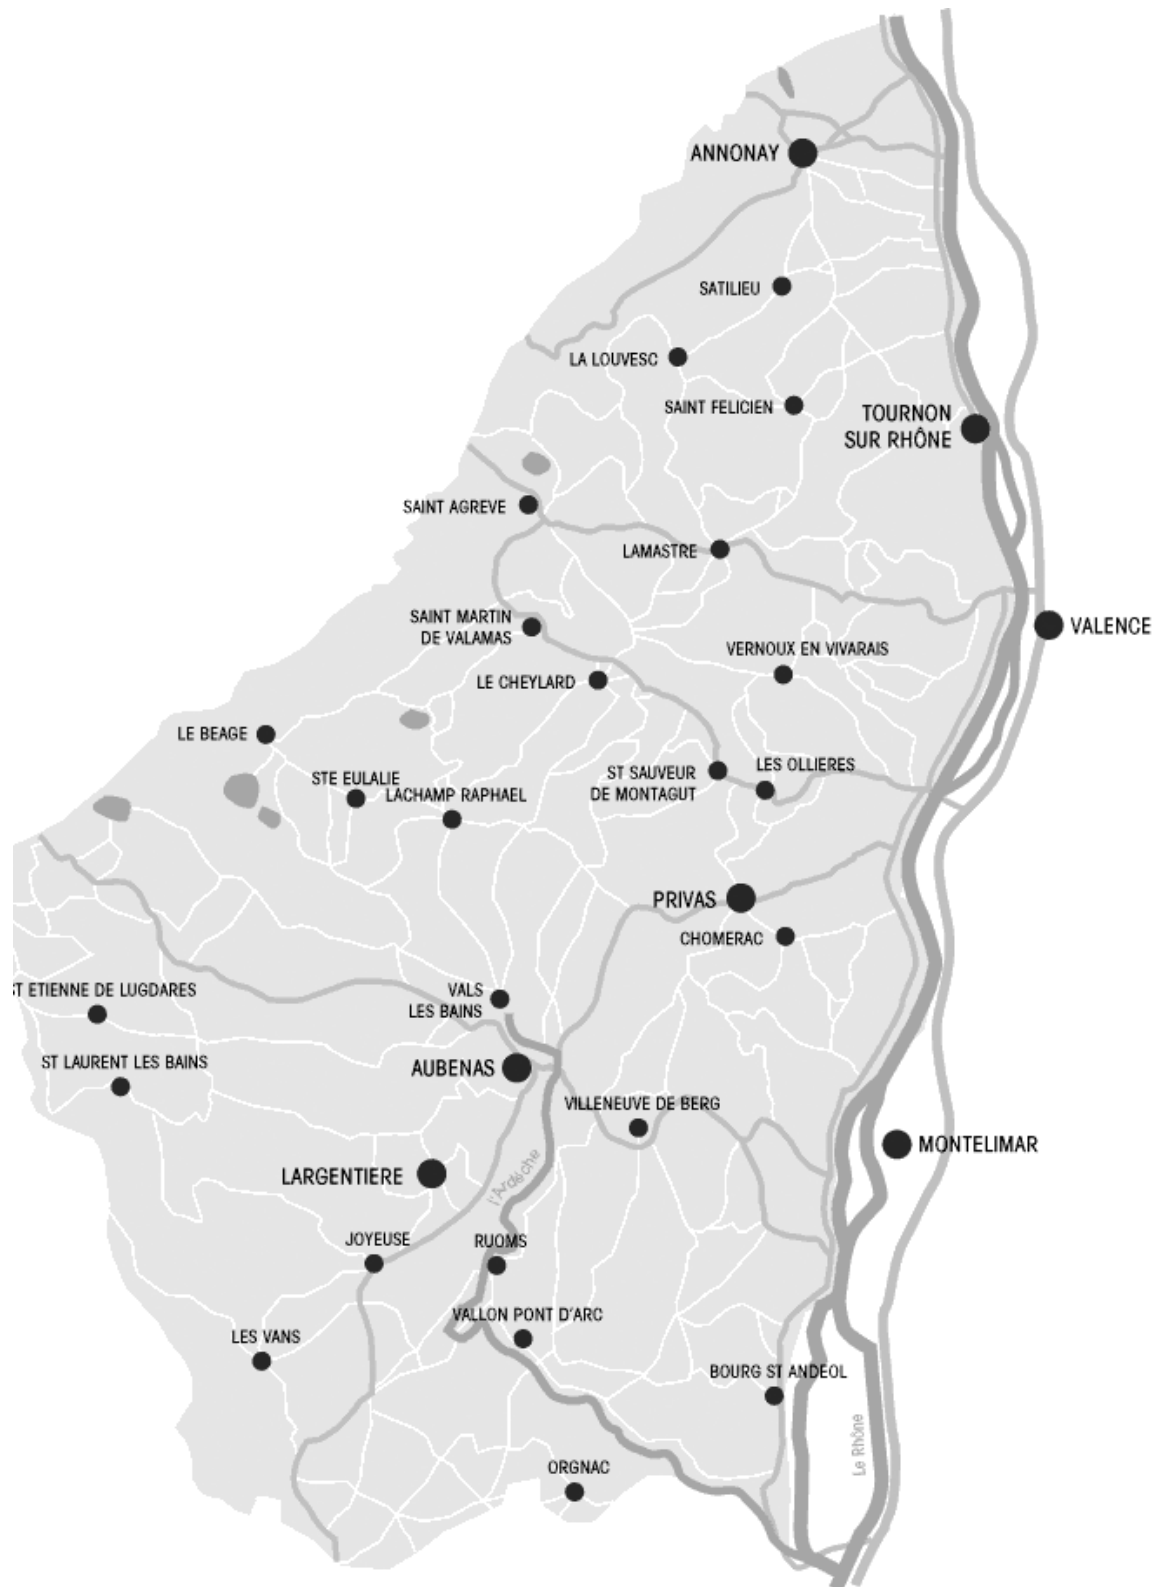 ANNONAY
SATILIEU
LA LOUVESC
SAINT FELICIEN
TOURNON
SUR RHÔNE
SAINT AGREVE
LAMASTRE
SAINT MARTIN
DE VALAMAS
VALENCE
VERNOUX EN VIVARAIS
LE CHEYLARD
LE BEAGE
STE EULALIE
LACHAMP RAPHAEL
ST SAUVEUR
DE MONTAGUT
LES OLLIERES
PRIVAS
CHOMERAC
ST ETIENNE DE LUGDARES
VALS
LES BAINS
ST LAURENT LES BAINS
AUBENAS
VILLENEUVE DE BERG
MONTELIMAR
LARGENTIERE
l'Ardèche
JOYEUSE
RUOMS
VALLON PONT D'ARC
LES VANS
BOURG ST ANDEOL
Le Rhône
ORGNAC